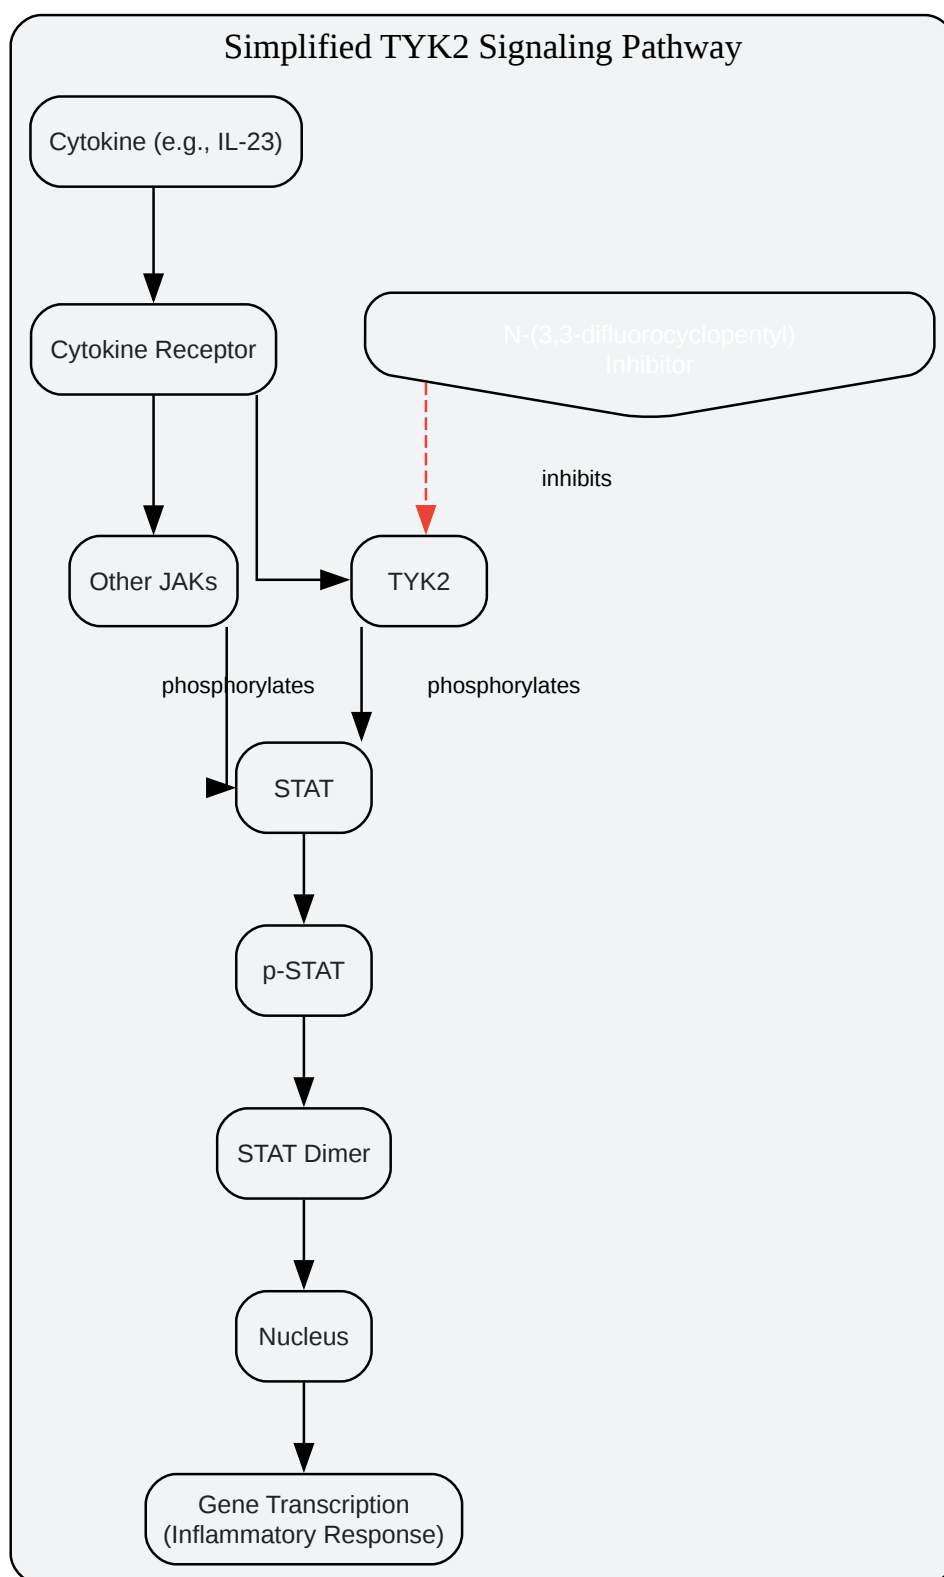 Simplified TYK2 Signaling Pathway
Cytokine (e.g., IL-23)
Cytokine Receptor
N-(3,3-difluorocyclopentyl)
Inhibitor
inhibits
Other JAKs
TYK2
phosphorylates
phosphorylates
STAT
p-STAT
STAT Dimer
Nucleus
Gene Transcription
(Inflammatory Response)